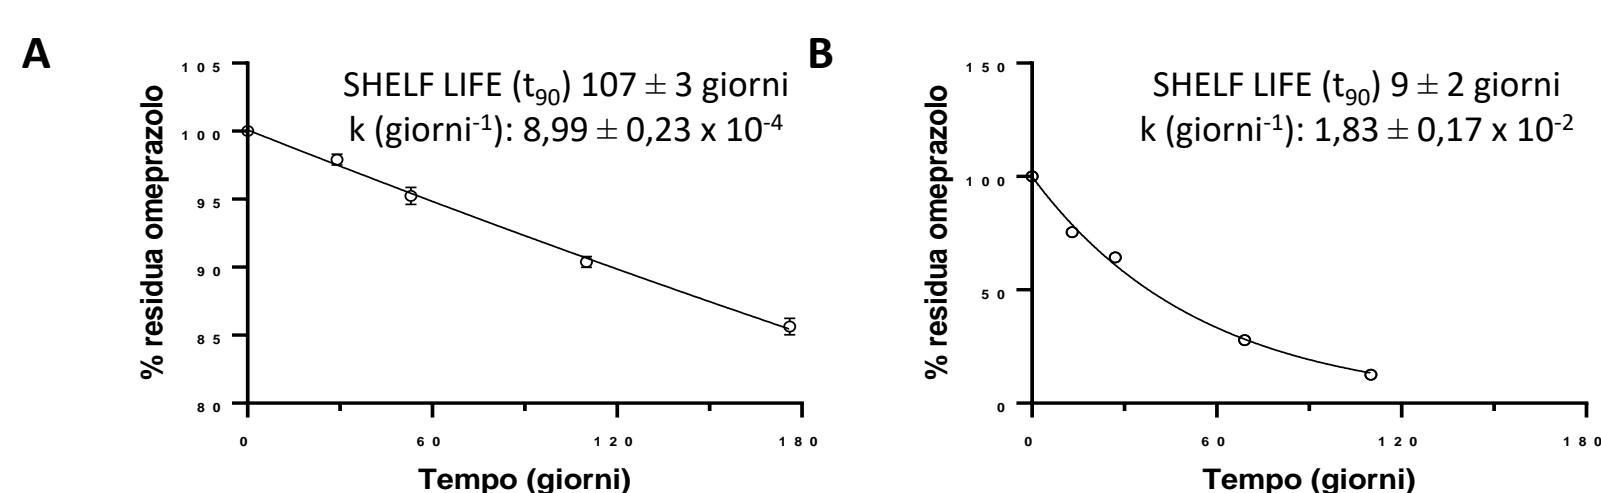 A
SHELF LIFE (t90) 107 ± 3 giorni
k (giorni-1): 8,99 ± 0,23 x 10-4
% residua omeprazolo
105
100
95
90
85
80
0 60 120 180
Tempo (giorni)
B
SHELF LIFE (t90) 9 ± 2 giorni
k (giorni-1): 1,83 ± 0,17 x 10-2
% residua omeprazolo
150
100
50
0
0 60 120 180
Tempo (giorni)